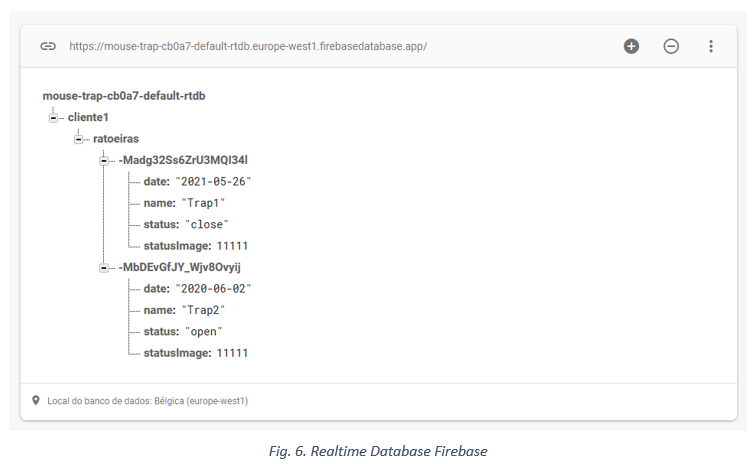 https://mouse-trap-cb0a7-default-rtdb.europe-west1.firebasedatabase.app/
mouse-trap-cb0a7-default-rtdb
cliente1
ratoeiras
-Madg32Ss6ZrU3MQI34l
date: "2021-05-26"
name: "Trap1"
status: "close"
statusImage: 11111
-MbDEvGfJY_Wjv8Ovyij
date: "2020-06-02"
name: "Trap2"
status: "open"
statusImage: 11111
Local do banco de dados: Bélgica (europe-west1)
Fig. 6. Realtime Database Firebase